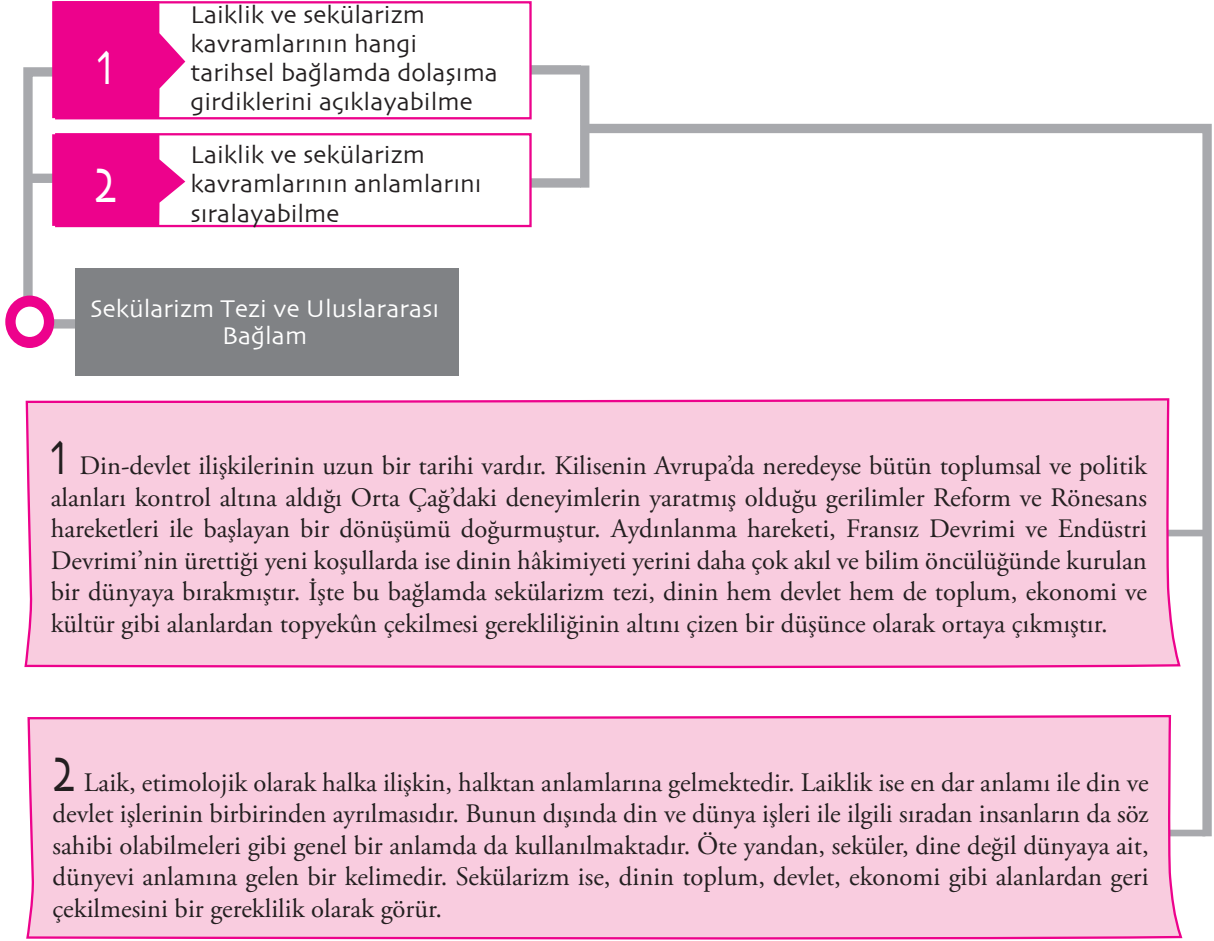 1
Laiklik ve sekülarizm
kavramlarının hangi
tarihsel bağlamda dolaşıma
girdiklerini açıklayabilme
2
Laiklik ve sekülarizm
kavramlarının anlamlarını
sıralayabilme
Sekülarizm Tezi ve Uluslararası
Bağlam
1 Din-devlet ilişkilerinin uzun bir tarihi vardır. Kilisenin Avrupa’da neredeyse bütün toplumsal ve politik
alanları kontrol altına aldığı Orta Çağ’daki deneyimlerin yaratmış olduğu gerilimler Reform ve Rönesans
hareketleri ile başlayan bir dönüşümü doğurmuştur. Aydınlanma hareketi, Fransız Devrimi ve Endüstri
Devrimi’nin ürettiği yeni koşullarda ise dinin hâkimiyeti yerini daha çok akıl ve bilim öncülüğünde kurulan
bir dünyaya bırakmıştır. İşte bu bağlamda sekülarizm tezi, dinin hem devlet hem de toplum, ekonomi ve
kültür gibi alanlardan topyekûn çekilmesi gerekliliğinin altını çizen bir düşünce olarak ortaya çıkmıştır.
2 Laik, etimolojik olarak halka ilişkin, halktan anlamlarına gelmektedir. Laiklik ise en dar anlamı ile din ve
devlet işlerinin birbirinden ayrılmasıdır. Bunun dışında din ve dünya işleri ile ilgili sıradan insanların da söz
sahibi olabilmeleri gibi genel bir anlamda da kullanılmaktadır. Öte yandan, seküler, dine değil dünyaya ait,
dünyevi anlamına gelen bir kelimedir. Sekülarizm ise, dinin toplum, devlet, ekonomi gibi alanlardan geri
çekilmesini bir gereklilik olarak görür.